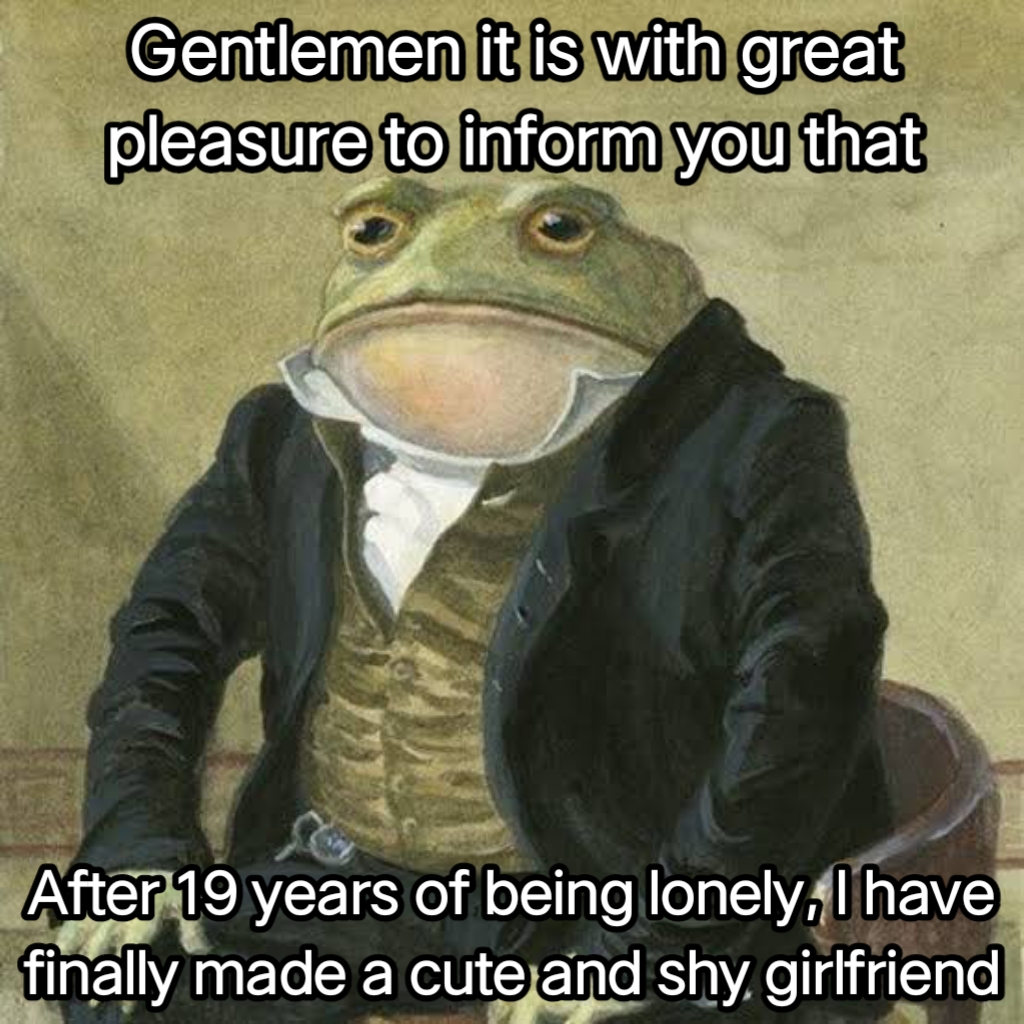 Gentlemen it is with great
pleasure to inform you that
After 19 years of being lonely, I have
finally made a cute and shy girlfriend